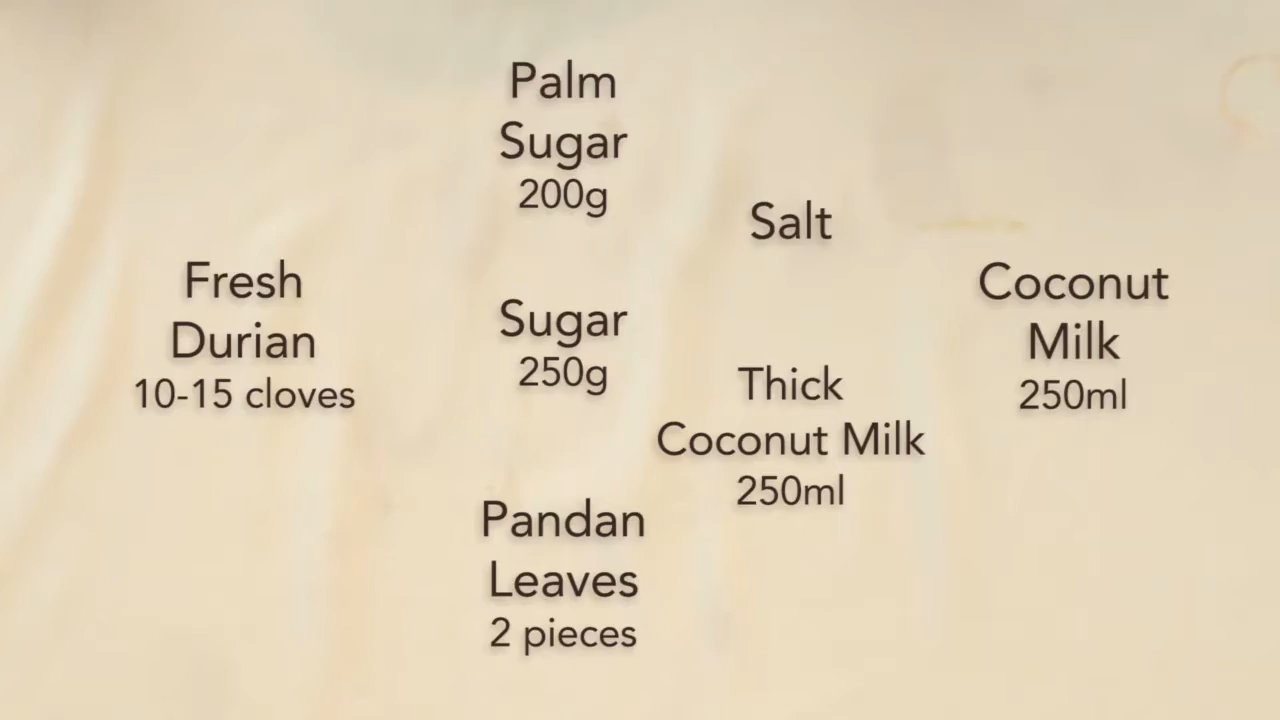 Palm
Sugar
200g
Salt
Fresh
Durian
10-15 cloves
Sugar
250g
Coconut
Milk
250ml
Thick
Coconut Milk
250ml
Pandan
Leaves
2 pieces